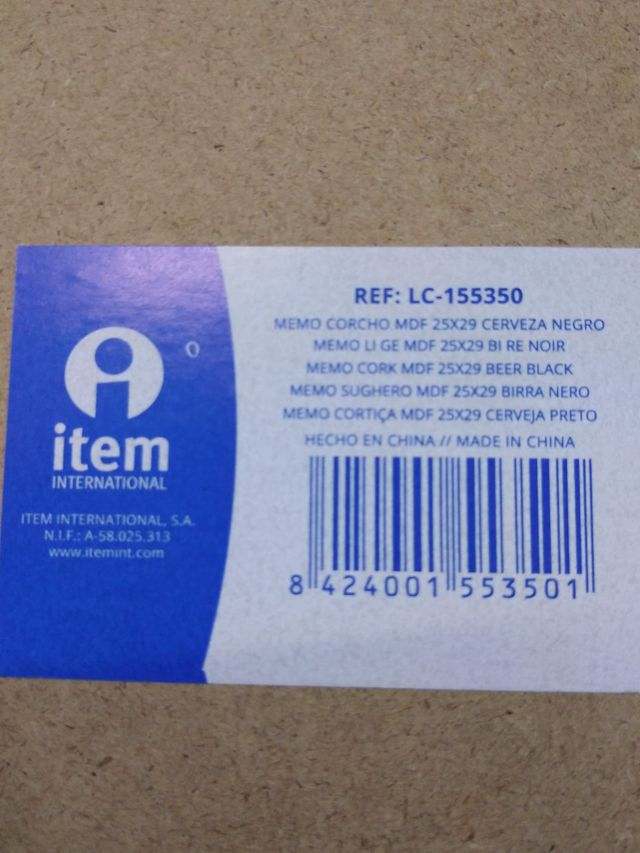 item
INTERNATIONAL
ITEM INTERNATIONAL, S.A.
N.I.F.: A-58.025.313
www.itemint.com
REF: LC-155350
MEMO CORCHO MDF 25X29 CERVEZA NEGRO
MEMO LI GE MDF 25X29 BI RE NOIR
MEMO CORK MDF 25X29 BEER BLACK
MEMO SUGHERO MDF 25X29 BIRRA NERO
MEMO CORTIÇA MDF 25X29 CERVEJA PRETO
HECHO EN CHINA // MADE IN CHINA
8 424001 553501